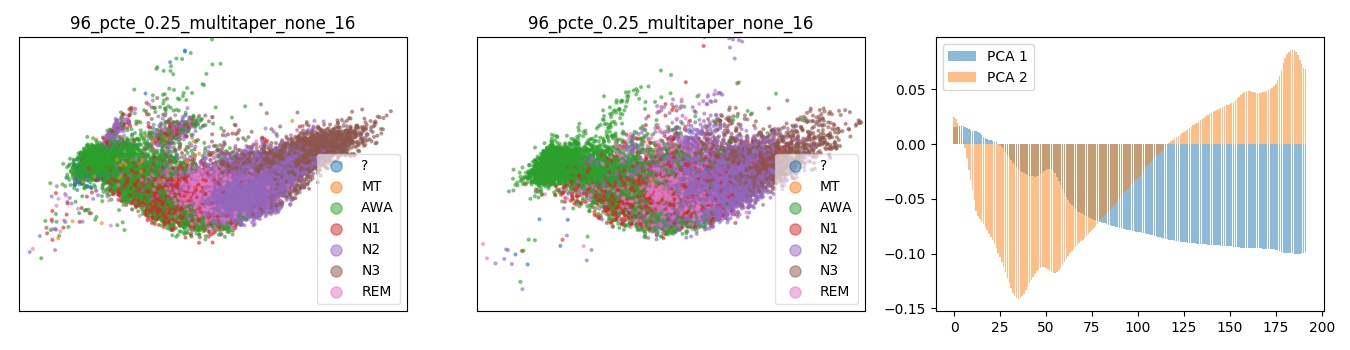 96_pcte_0.25_multitaper_none_16
?
MT
AWA
N1
N2
N3
REM
96_pcte_0.25_multitaper_none_16
?
MT
AWA
N1
N2
N3
REM
PCA 1
PCA 2
0.05
0.00
−0.05
−0.10
−0.15
0 25 50 75 100 125 150 175 200